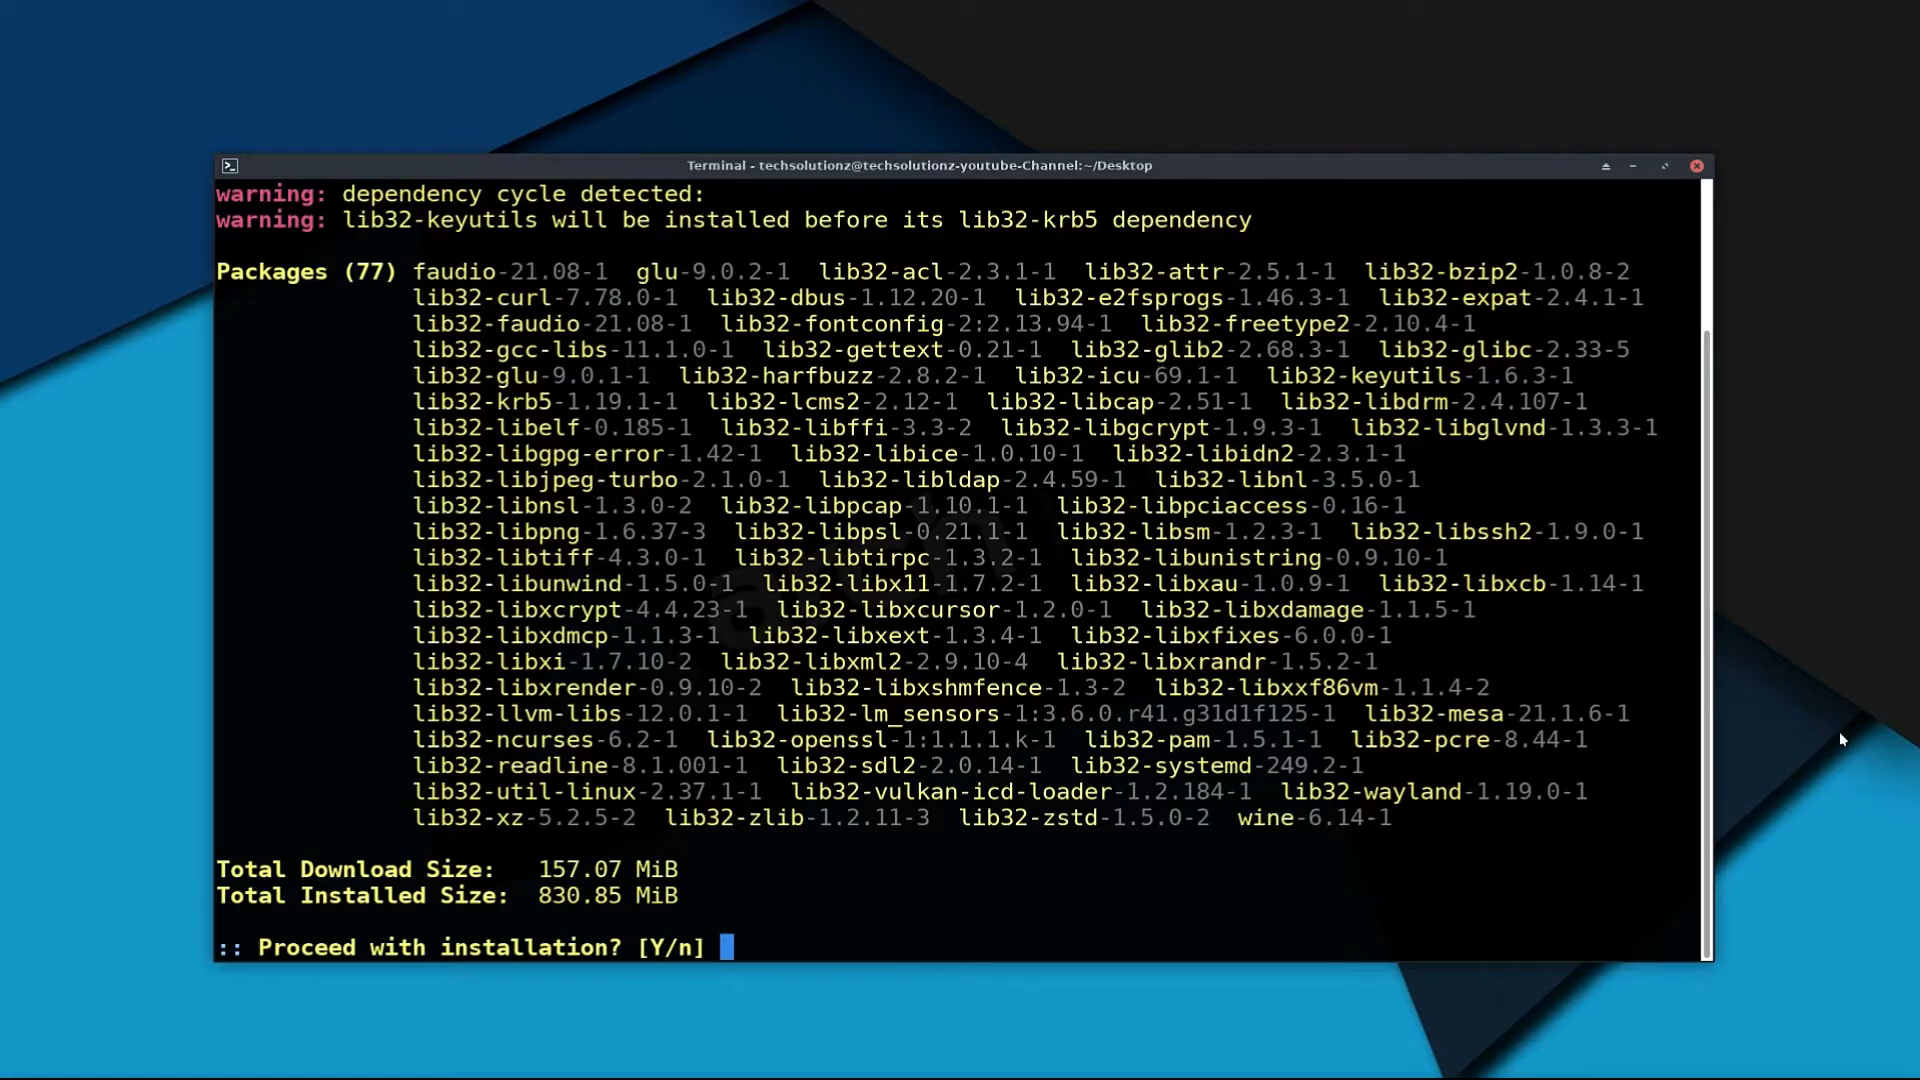 Terminal - techsolutionz@techsolutionz-youtube-Channel:~/Desktop
warning: dependency cycle detected:
warning: lib32-keyutils will be installed before its lib32-krb5 dependency
Packages (77) faudio-21.08-1 glu-9.0.2-1 lib32-acl-2.3.1-1 lib32-attr-2.5.1-1 lib32-bzip2-1.0.8-2
lib32-curl-7.78.0-1 lib32-dbus-1.12.20-1 lib32-e2fsprogs-1.46.3-1 lib32-expat-2.4.1-1
lib32-faudio-21.08-1 lib32-fontconfig-2:2.13.94-1 lib32-freetype2-2.10.4-1
lib32-gcc-libs-11.1.0-1 lib32-gettext-0.21-1 lib32-glib2-2.68.3-1 lib32-glibc-2.33-5
lib32-glu-9.0.1-1 lib32-harfbuzz-2.8.2-1 lib32-icu-69.1-1 lib32-keyutils-1.6.3-1
lib32-krb5-1.19.1-1 lib32-lcms2-2.12-1 lib32-libcap-2.51-1 lib32-libdrm-2.4.107-1
lib32-libelf-0.185-1 lib32-libffi-3.3-2 lib32-libgcrypt-1.9.3-1 lib32-libglvnd-1.3.3-1
lib32-libgpg-error-1.42-1 lib32-libice-1.0.10-1 lib32-libidn2-2.3.1-1
lib32-libjpeg-turbo-2.1.0-1 lib32-libldap-2.4.59-1 lib32-libnl-3.5.0-1
lib32-libnsl-1.3.0-2 lib32-libpcap-1.10.1-1 lib32-libpciaccess-0.16-1
lib32-libpng-1.6.37-3 lib32-libpsl-0.21.1-1 lib32-libsm-1.2.3-1 lib32-libssh2-1.9.0-1
lib32-libtiff-4.3.0-1 lib32-libtirpc-1.3.2-1 lib32-libunistring-0.9.10-1
lib32-libunwind-1.5.0-1 lib32-libx11-1.7.2-1 lib32-libxau-1.0.9-1 lib32-libxcb-1.14-1
lib32-libxcrypt-4.4.23-1 lib32-libxcursor-1.2.0-1 lib32-libxdamage-1.1.5-1
lib32-libxdmcp-1.1.3-1 lib32-libxext-1.3.4-1 lib32-libxfixes-6.0.0-1
lib32-libxi-1.7.10-2 lib32-libxml2-2.9.10-4 lib32-libxrandr-1.5.2-1
lib32-libxrender-0.9.10-2 lib32-libxshmfence-1.3-2 lib32-libxxf86vm-1.1.4-2
lib32-llvm-libs-12.0.1-1 lib32-lm_sensors-1:3.6.0.r41.g31d1f125-1 lib32-mesa-21.1.6-1
lib32-ncurses-6.2-1 lib32-openssl-1:1.1.1.k-1 lib32-pam-1.5.1-1 lib32-pcre-8.44-1
lib32-readline-8.1.001-1 lib32-sdl2-2.0.14-1 lib32-systemd-249.2-1
lib32-util-linux-2.37.1-1 lib32-vulkan-icd-loader-1.2.184-1 lib32-wayland-1.19.0-1
lib32-xz-5.2.5-2 lib32-zlib-1.2.11-3 lib32-zstd-1.5.0-2 wine-6.14-1
Total Download Size: 157.07 MiB
Total Installed Size: 830.85 MiB
:: Proceed with installation? [Y/n]